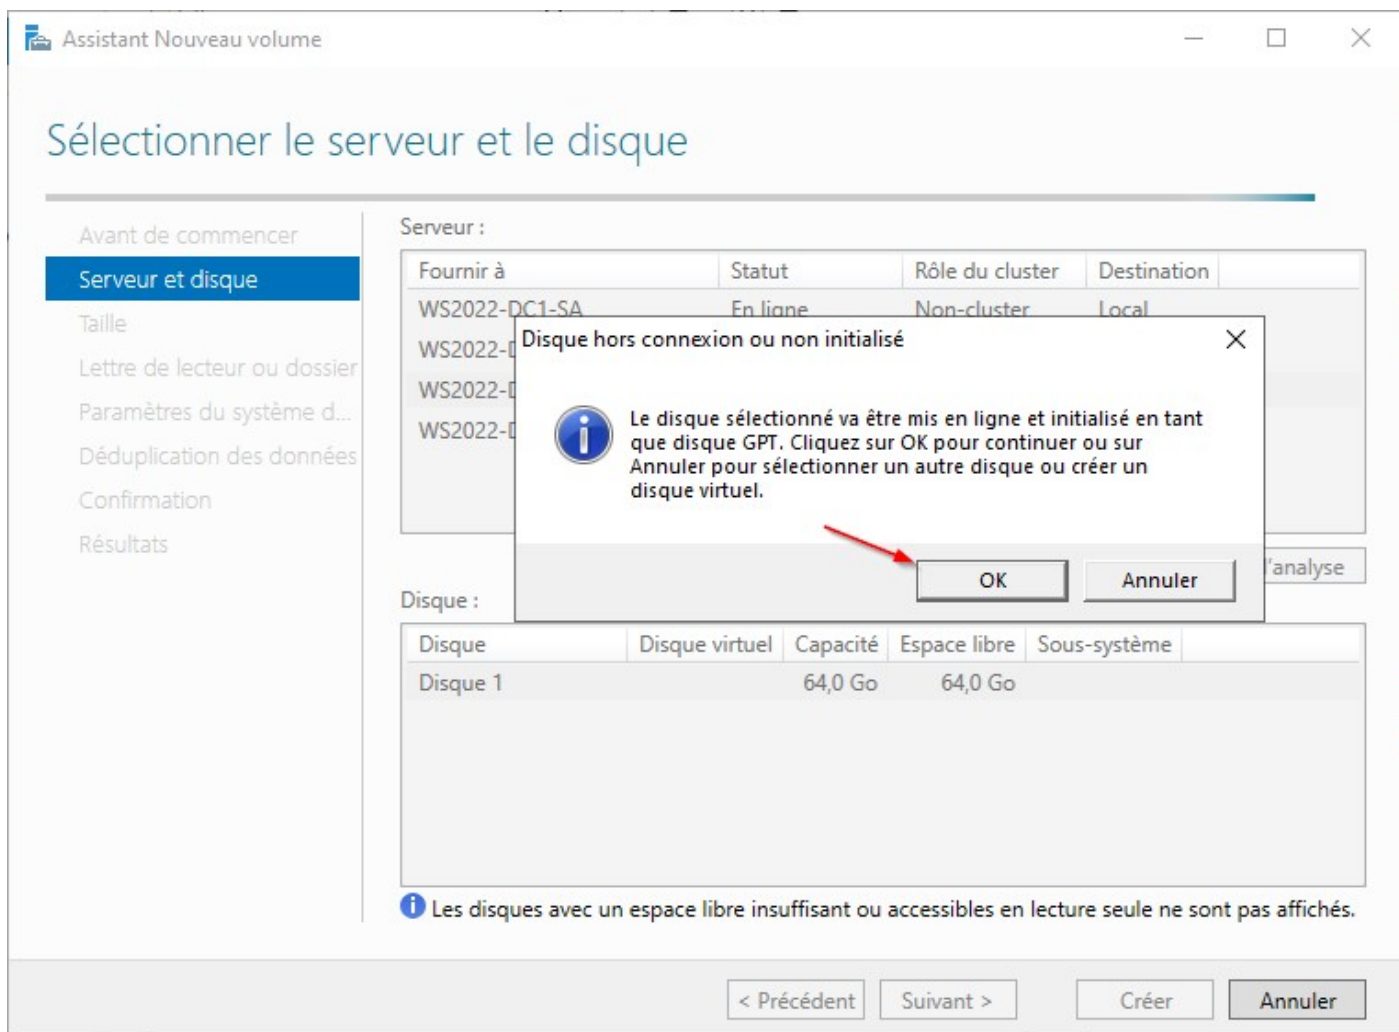 Assistant Nouveau volume
Sélectionner le serveur et le disque
Avant de commencer
Serveur et disque
Taille
Lettre de lecteur ou dossier
Paramètres du système d...
Déduplication des données
Confirmation
Résultats
Serveur :
Fournir à Statut Rôle du cluster Destination
WS2022-DC1-SA En ligne Non-cluster Local
WS2022-D
WS2022-D
WS2022-D
Disque hors connexion ou non initialisé
Le disque sélectionné va être mis en ligne et initialisé en tant
que disque GPT. Cliquez sur OK pour continuer ou sur
Annuler pour sélectionner un autre disque ou créer un
disque virtuel.
OK Annuler
l'analyse
Disque :
Disque Disque virtuel Capacité Espace libre Sous-système
Disque 1 64,0 Go 64,0 Go
Les disques avec un espace libre insuffisant ou accessibles en lecture seule ne sont pas affichés.
< Précédent Suivant > Créer Annuler